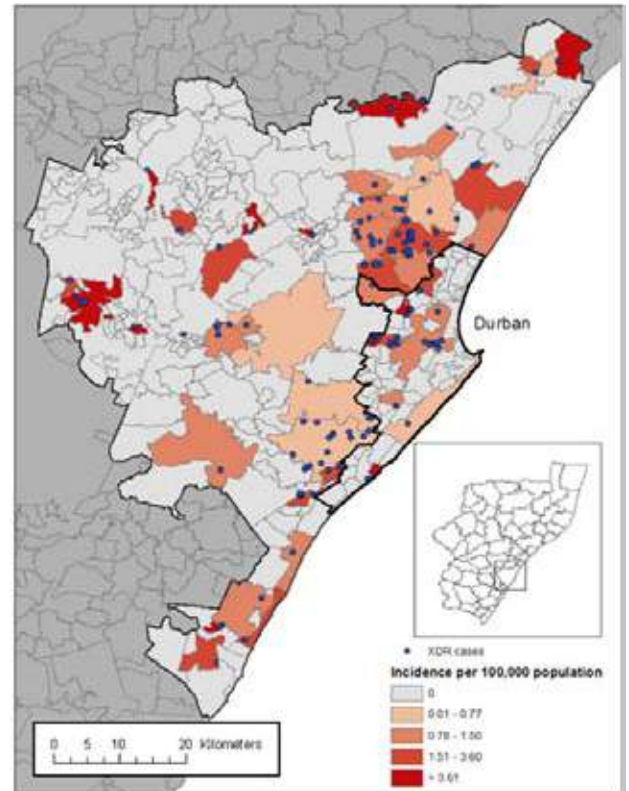 Durban
XDR cases
Incidence per 100,000 population
0
0.01 - 0.77
0.78 - 1.50
1.51 - 3.60
> 3.61
0 5 10 20 Kilometers